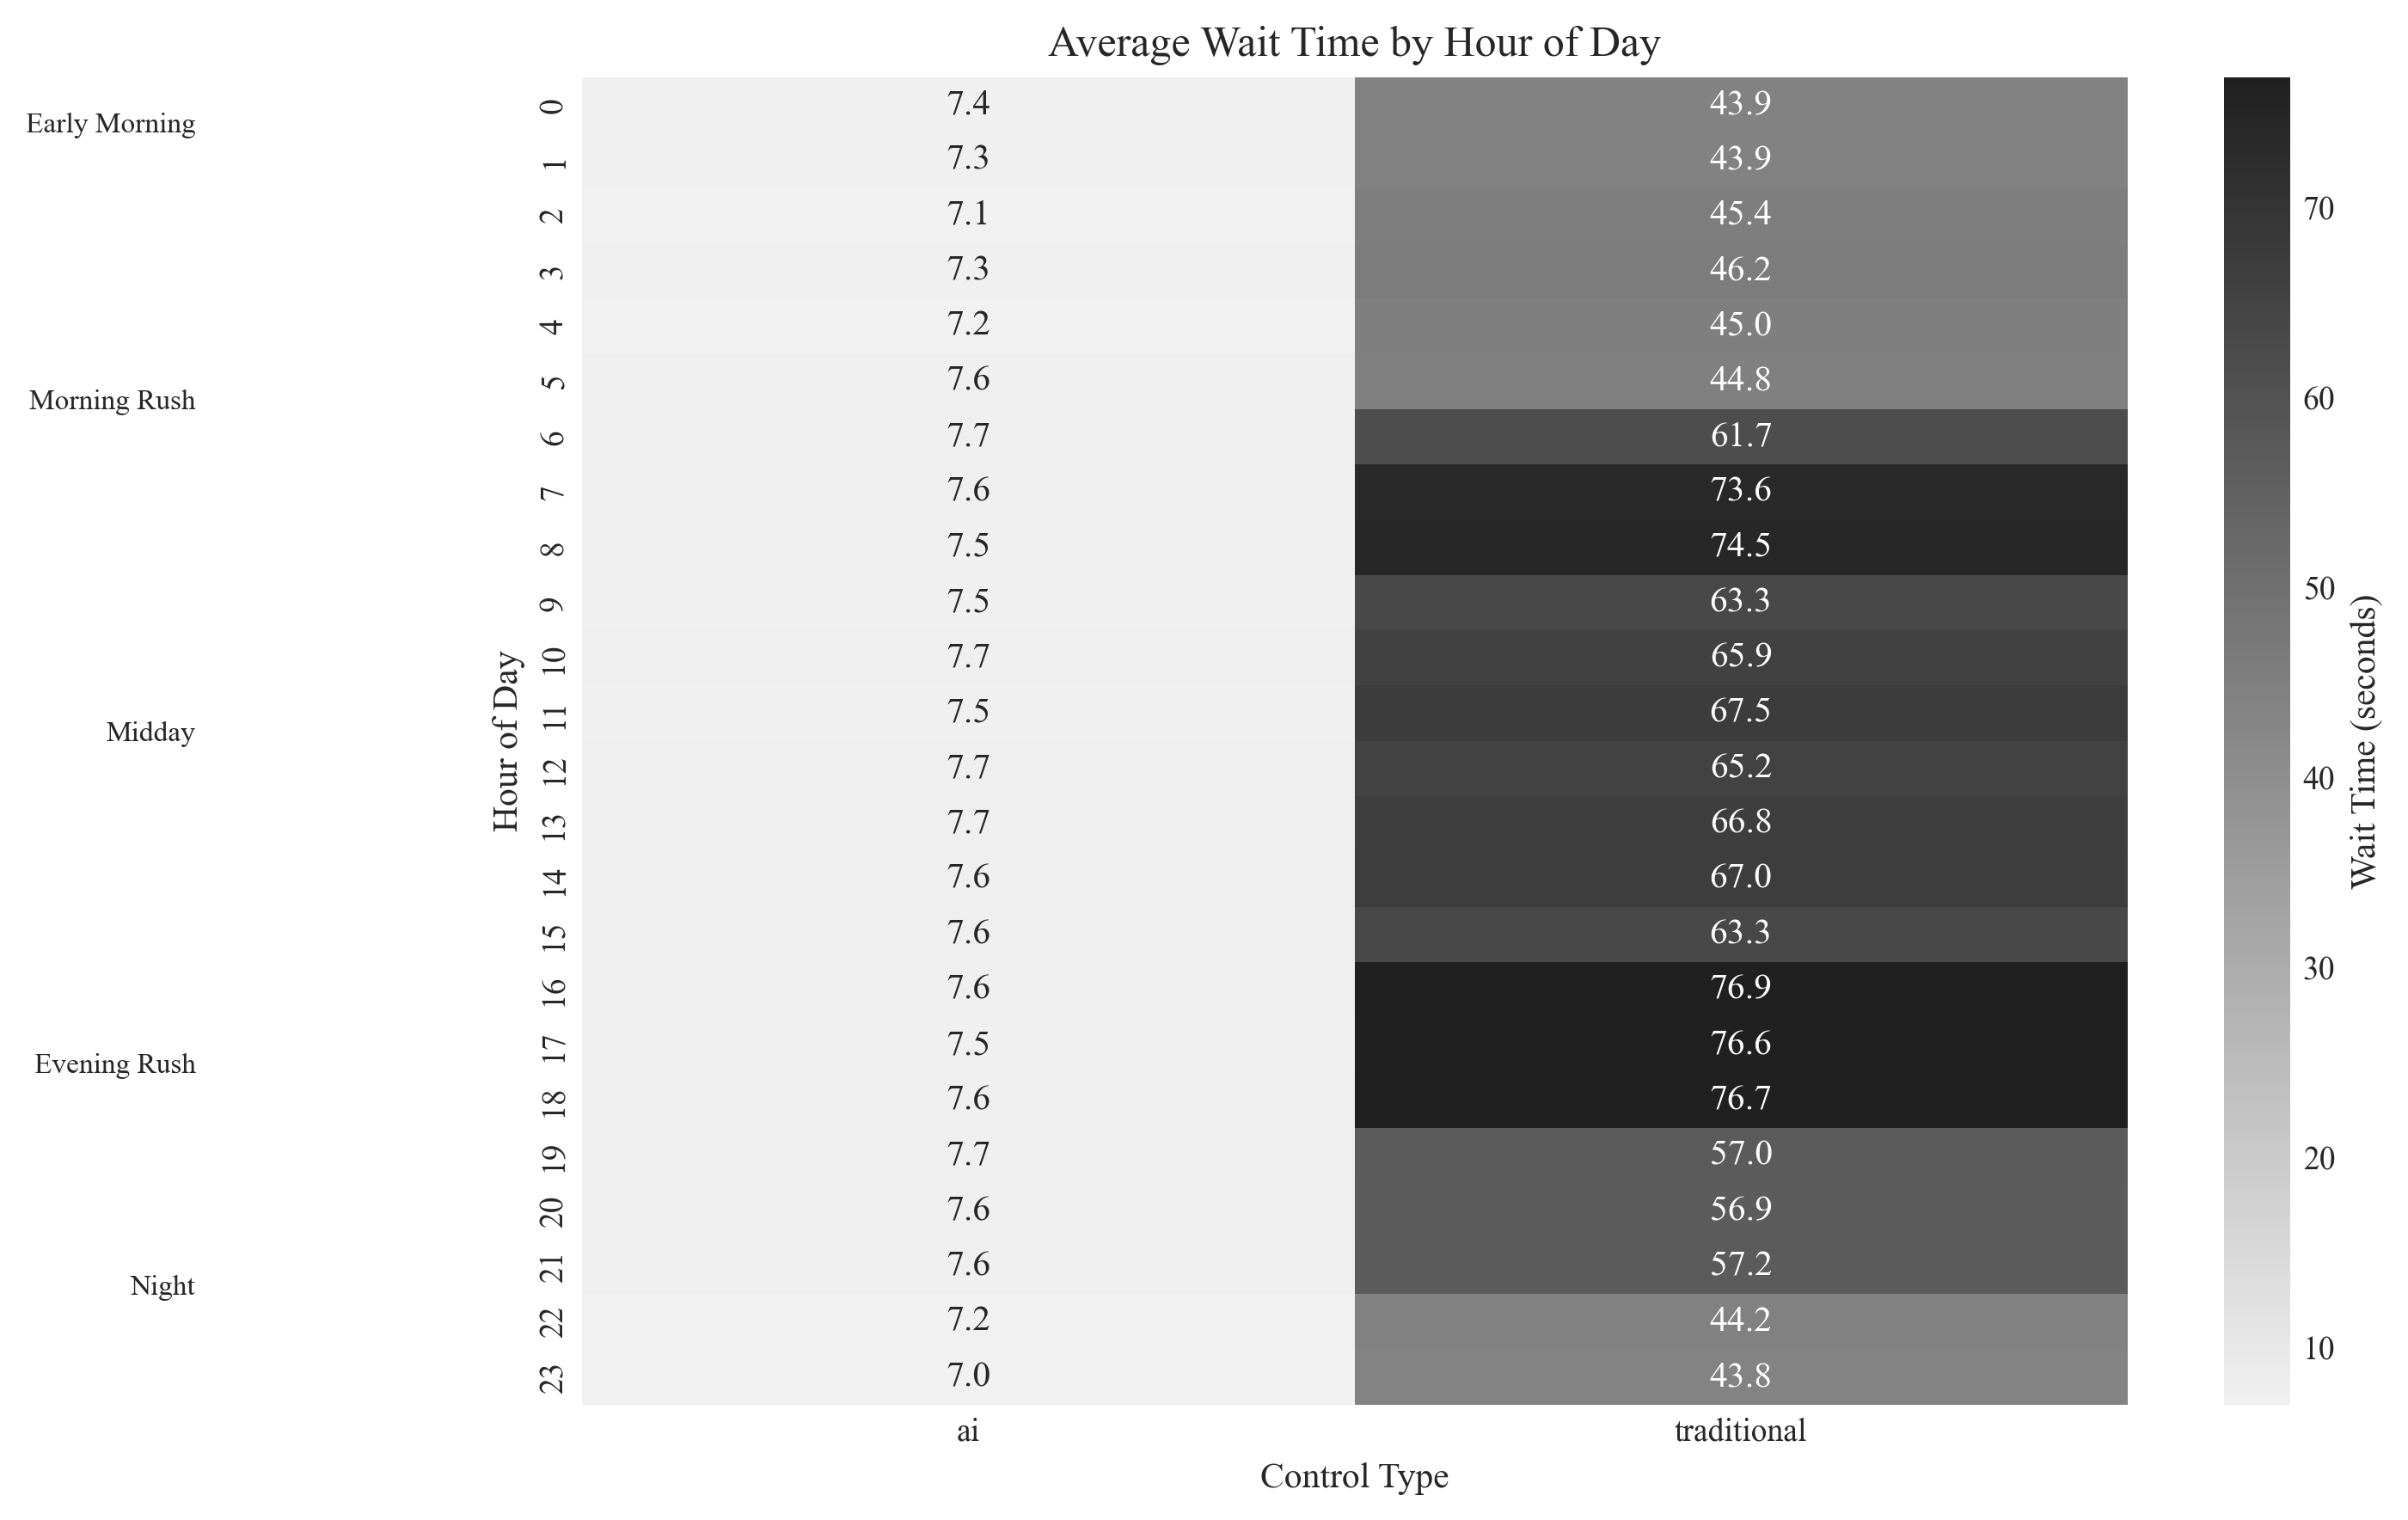 Average Wait Time by Hour of Day
Early Morning
Morning Rush
Midday
Evening Rush
Night
Hour of Day
0 7.4 43.9
1 7.3 43.9
2 7.1 45.4
3 7.3 46.2
4 7.2 45.0
5 7.6 44.8
6 7.7 61.7
7 7.6 73.6
8 7.5 74.5
9 7.5 63.3
10 7.7 65.9
11 7.5 67.5
12 7.7 65.2
13 7.7 66.8
14 7.6 67.0
15 7.6 63.3
16 7.6 76.9
17 7.5 76.6
18 7.6 76.7
19 7.7 57.0
20 7.6 56.9
21 7.6 57.2
22 7.2 44.2
23 7.0 43.8
ai traditional
Control Type
70
60
50
40
30
20
10
Wait Time (seconds)